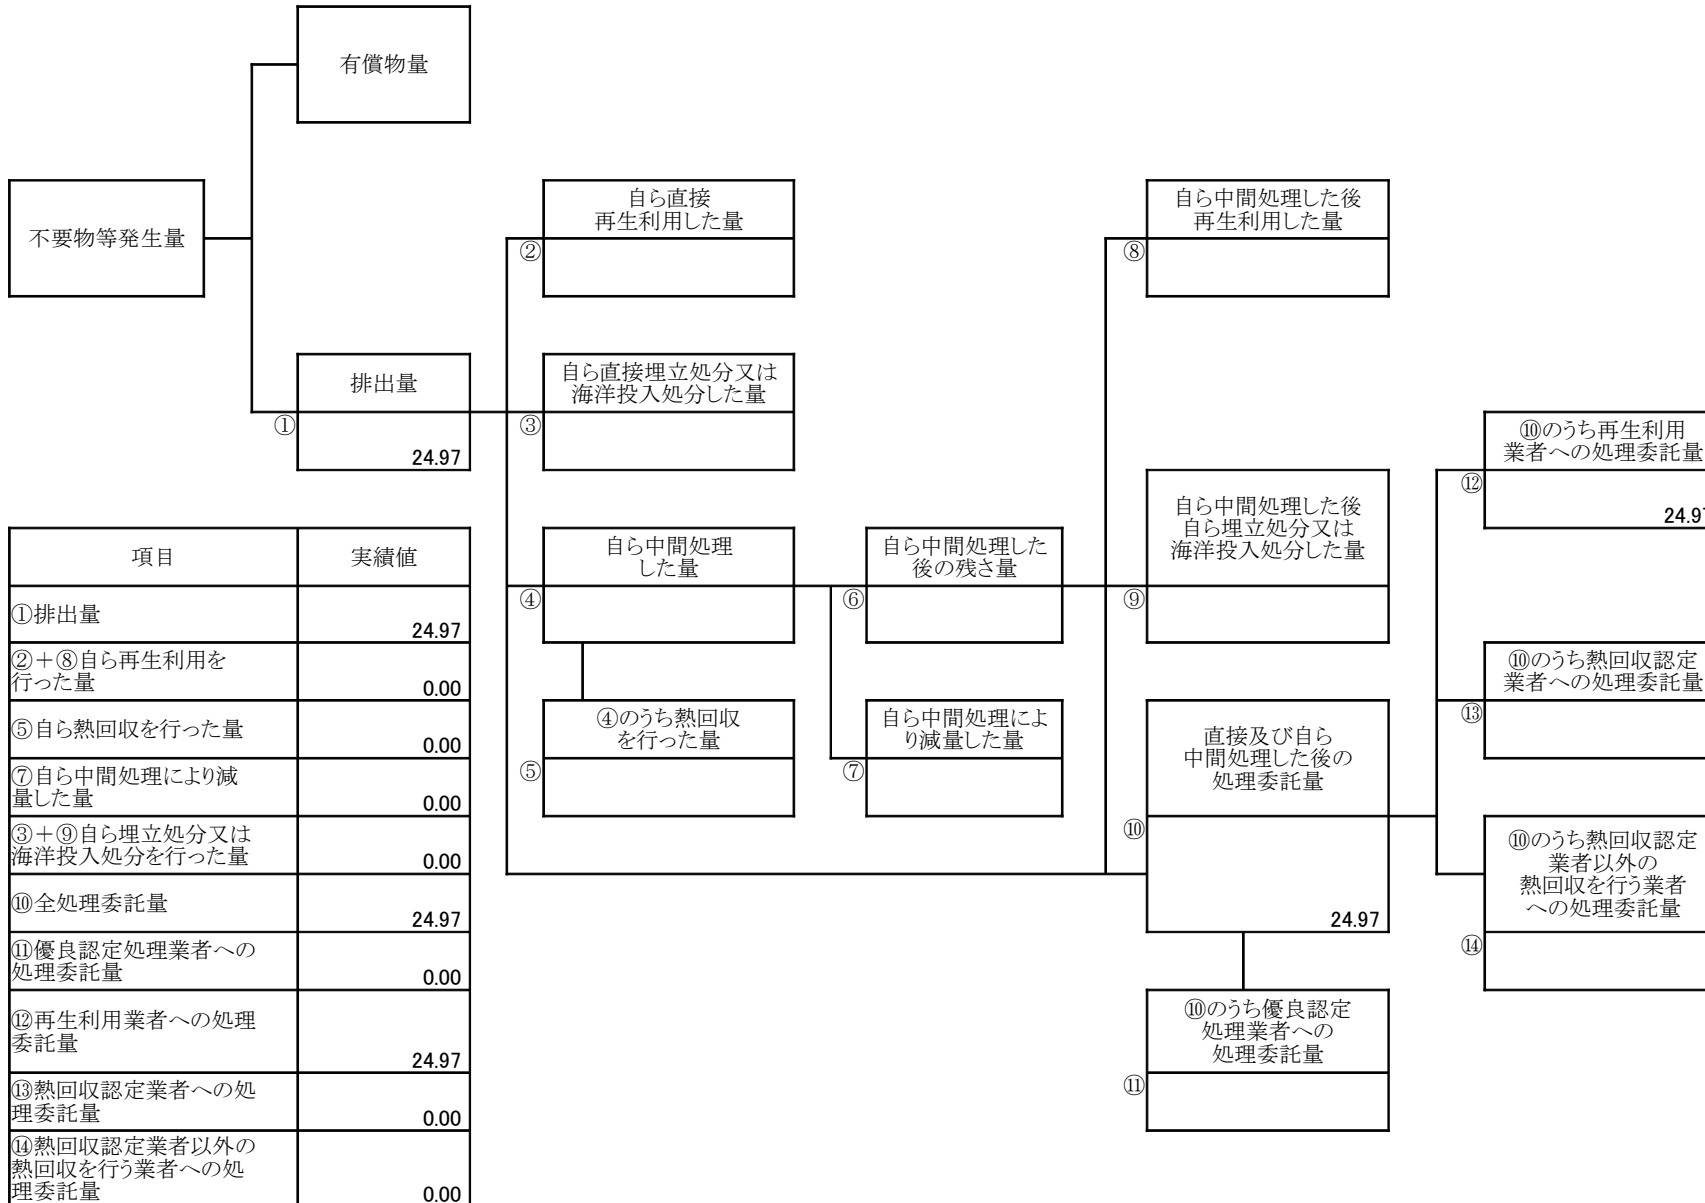 有償物量
不要物等発生量
自ら直接
再生利用した量
②
自ら中間処理した後
再生利用した量
⑧
排出量
①
24.97
自ら直接埋立処分又は
海洋投入処分した量
③
⑩のうち再生利用
業者への処理委託量
⑫
自ら中間処理
した量
④
自ら中間処理した
後の残さ量
⑥
自ら中間処理した後
自ら埋立処分又は
海洋投入処分した量
⑨
④のうち熱回収
を行った量
⑤
自ら中間処理によ
り減量した量
⑦
直接及び自ら
中間処理した後の
処理委託量
⑩
24.97
⑩のうち熱回収認定
業者への処理委託量
⑬
⑩のうち熱回収認定
業者以外の
熱回収を行う業者
への処理委託量
⑭
⑩のうち優良認定
処理業者への
処理委託量
⑪
項目 実績値
①排出量
24.97
②＋⑧自ら再生利用を
行った量
0.00
⑤自ら熱回収を行った量
0.00
⑦自ら中間処理により減
量した量
0.00
③＋⑨自ら埋立処分又は
海洋投入処分を行った量
0.00
⑩全処理委託量
24.97
⑪優良認定処理業者への
処理委託量
0.00
⑫再生利用業者への処理
委託量
24.97
⑬熱回収認定業者への処
理委託量
0.00
⑭熱回収認定業者以外の
熱回収を行う業者への処
理委託量
0.00